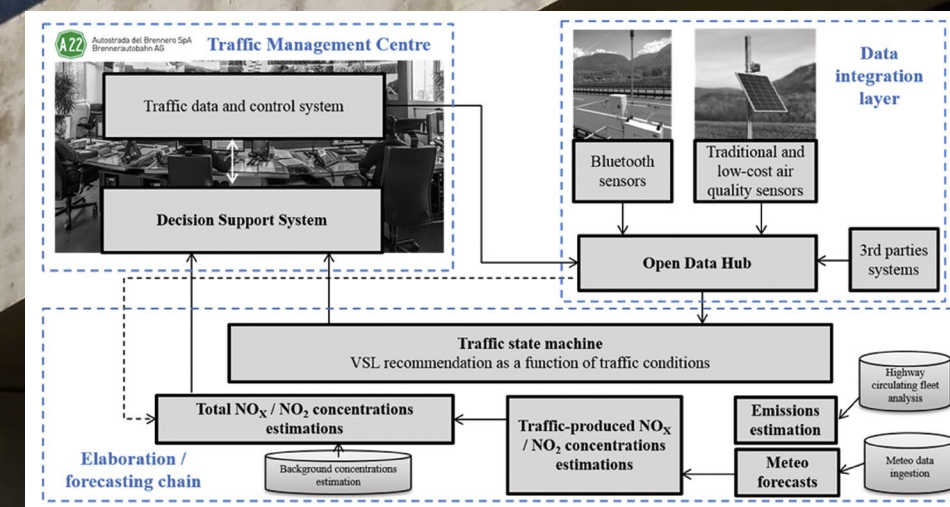 A22
Autostrada del Brennero SpA
Brennerautobahn AG
Traffic Management Centre
Traffic data and control system
Decision Support System
Data
integration
layer
Bluetooth
sensors
Traditional and
low-cost air
quality sensors
Open Data Hub
3rd parties
systems
Traffic state machine
VSL recommendation as a function of traffic conditions
Total NOX / NO2 concentrations
estimations
Background concentrations
estimation
Traffic-produced NOX
/ NO2 concentrations
estimations
Emissions
estimation
Meteo
forecasts
Highway
circulating fleet
analysis
Meteo data
ingestion
Elaboration /
forecasting chain